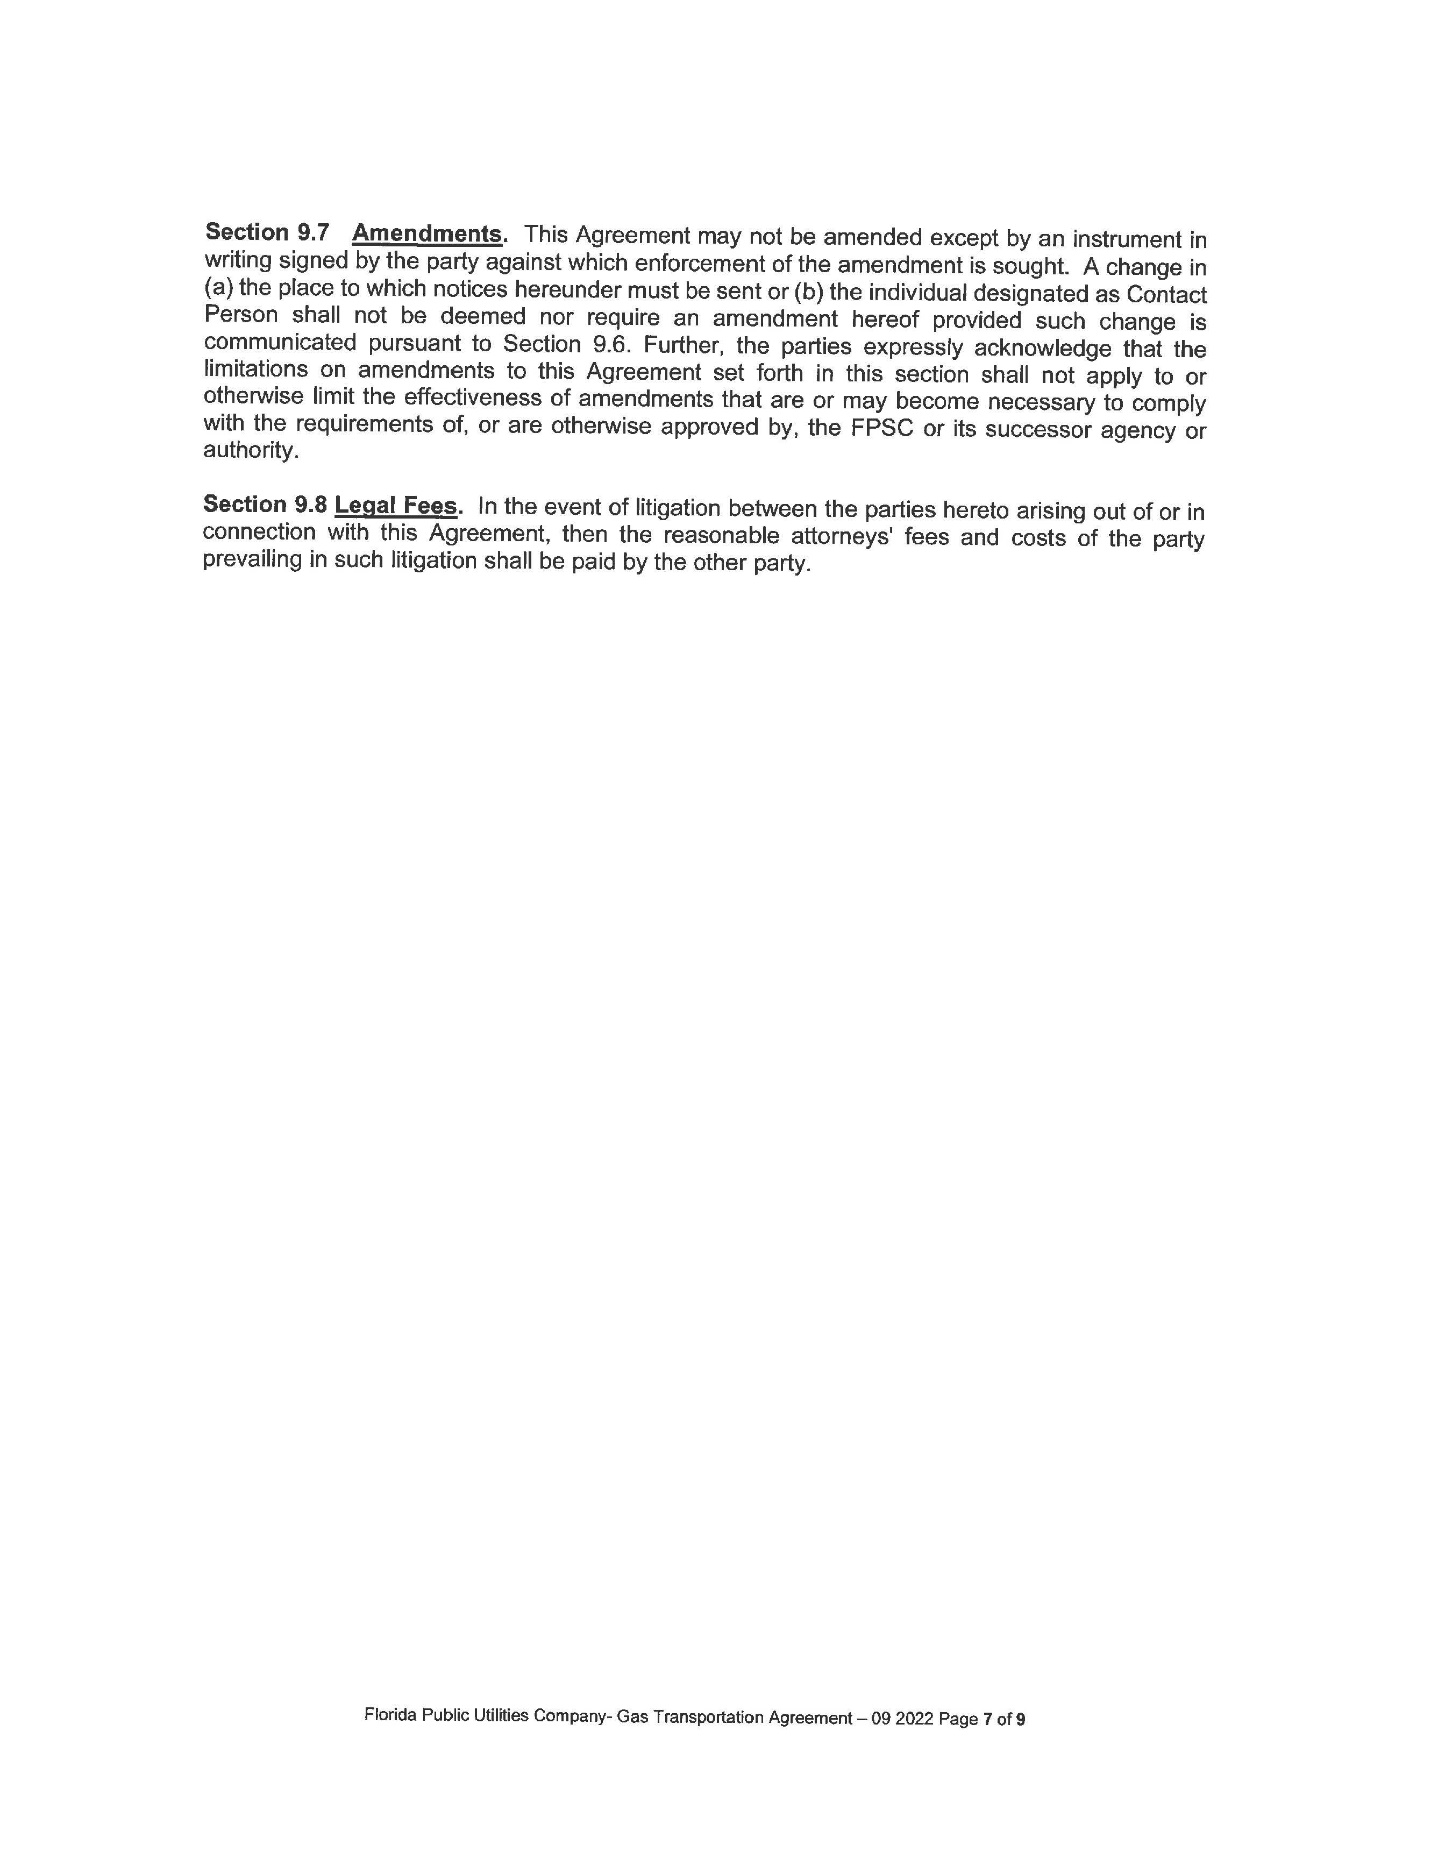 Section 9.7 Amendments. This Agreement may not be amended except by an instrument in
writing signed by the party against which enforcement of the amendment is sought. A change in
(a) the place to which notices hereunder must be sent or (b) the individual designated as Contact
Person shall not be deemed nor require an amendment hereof provided such change is
communicated pursuant to Section 9.6. Further, the parties expressly acknowledge that the
limitations on amendments to this Agreement set forth in this section shall not apply to or
otherwise limit the effectiveness of amendments that are or may become necessary to comply
with the requirements of, or are otherwise approved by, the FPSC or its successor agency or
authority.
Section 9.8 Legal Fees. In the event of litigation between the parties hereto arising out of or in
connection with this Agreement, then the reasonable attorneys' fees and costs of the party
prevailing in such litigation shall be paid by the other party.
Florida Public Utilities Company- Gas Transportation Agreement – 09 2022 Page 7 of 9